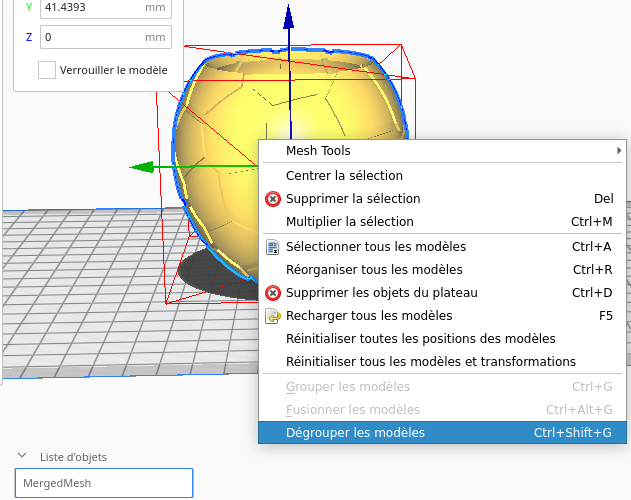 Y 41.4393 mm
Z 0 mm
Verrouiller le modèle
Mesh Tools
Centrer la sélection
Supprimer la sélection Del
Multiplier la sélection Ctrl+M
Sélectionner tous les modèles Ctrl+A
Réorganiser tous les modèles Ctrl+R
Supprimer les objets du plateau Ctrl+D
Recharger tous les modèles F5
Réinitialiser toutes les positions des modèles
Réinitialiser tous les modèles et transformations
Grouper les modèles Ctrl+G
Fusionner les modèles Ctrl+Alt+G
Dégrouper les modèles Ctrl+Shift+G
Liste d'objets
MergedMesh